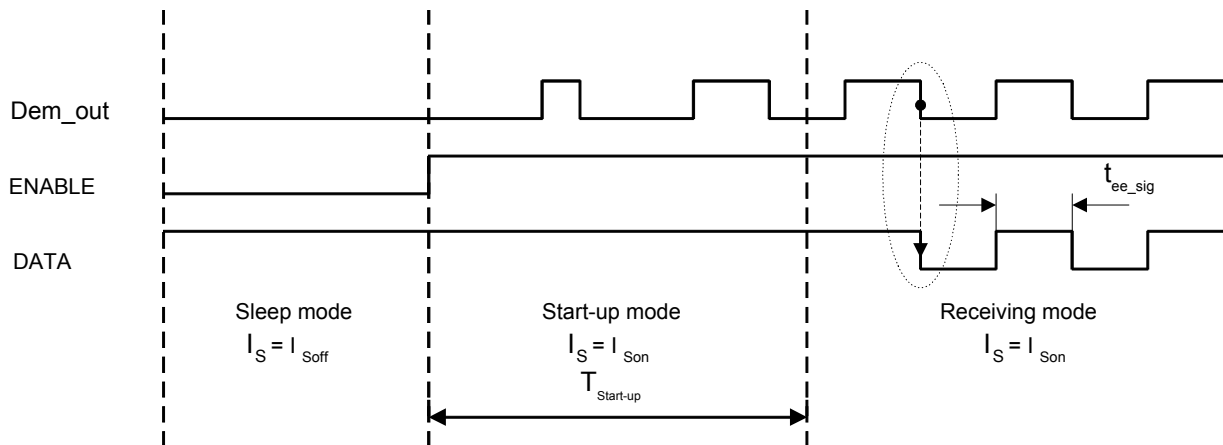 Dem_out
ENABLE
t_ee_sig
DATA
Sleep mode
I_S = I_Soff
Start-up mode
I_S = I_Son
T_Start-up
Receiving mode
I_S = I_Son